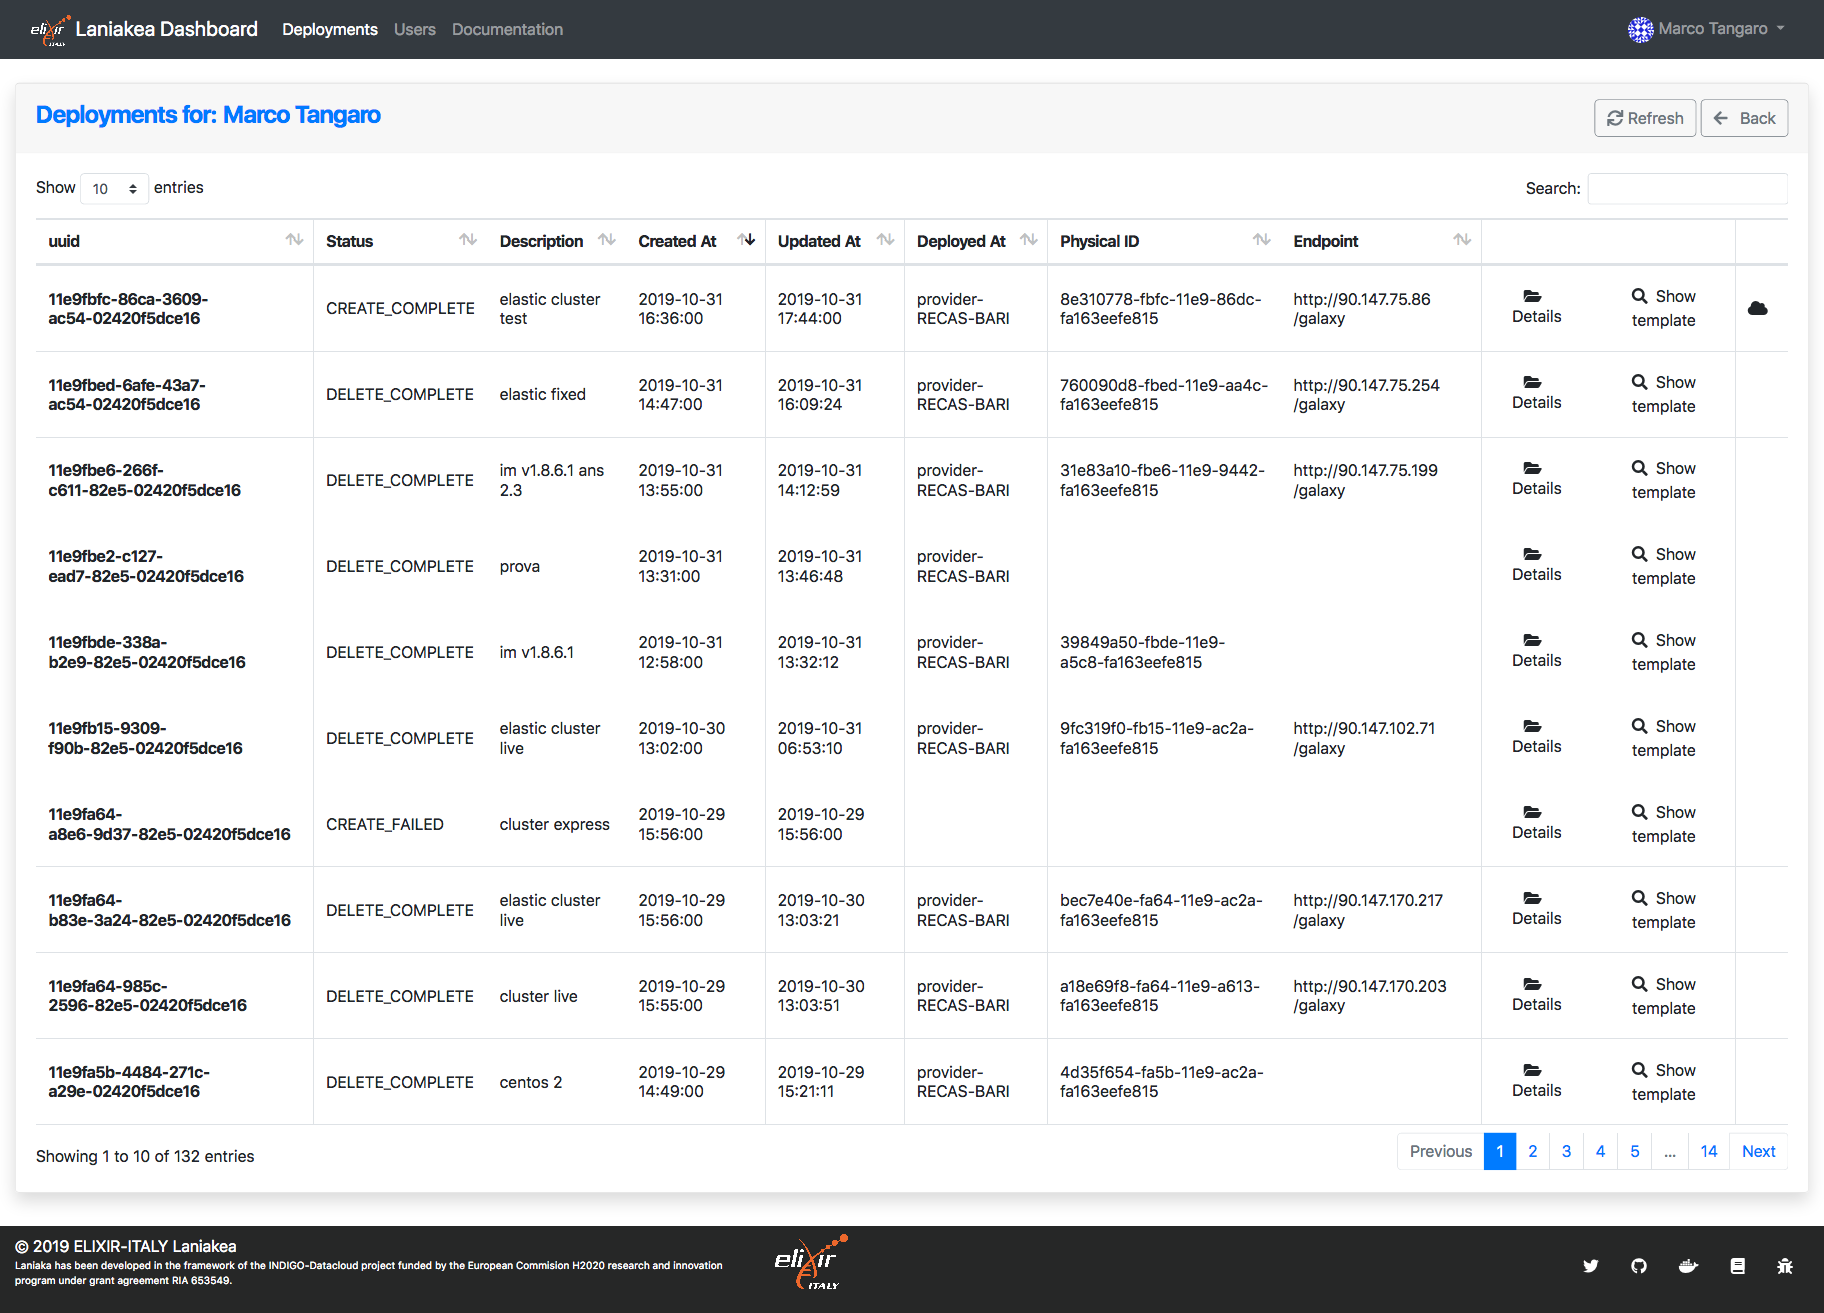 elixir ITALY Laniakea Dashboard Deployments Users Documentation Marco Tangaro
Deployments for: Marco Tangaro Refresh Back
Show 10 entries Search:
uuid Status Description Created At Updated At Deployed At Physical ID Endpoint
11e9fbfc-86ca-3609-
ac54-02420f5dce16 CREATE_COMPLETE elastic cluster
test 2019-10-31
16:36:00 2019-10-31
17:44:00 provider-
RECAS-BARI 8e310778-fbfc-11e9-86dc-
fa163eefe815 http://90.147.75.86
/galaxy Details Show
template
11e9fbed-6afe-43a7-
ac54-02420f5dce16 DELETE_COMPLETE elastic fixed 2019-10-31
14:47:00 2019-10-31
16:09:24 provider-
RECAS-BARI 760090d8-fbed-11e9-aa4c-
fa163eefe815 http://90.147.75.254
/galaxy Details Show
template
11e9fbe6-266f-
c611-82e5-02420f5dce16 DELETE_COMPLETE im v1.8.6.1 ans
2.3 2019-10-31
13:55:00 2019-10-31
14:12:59 provider-
RECAS-BARI 31e83a10-fbe6-11e9-9442-
fa163eefe815 http://90.147.75.199
/galaxy Details Show
template
11e9fbe2-c127-
ead7-82e5-02420f5dce16 DELETE_COMPLETE prova 2019-10-31
13:31:00 2019-10-31
13:46:48 provider-
RECAS-BARI Details Show
template
11e9fbde-338a-
b2e9-82e5-02420f5dce16 DELETE_COMPLETE im v1.8.6.1 2019-10-31
12:58:00 2019-10-31
13:32:12 provider-
RECAS-BARI 39849a50-fbde-11e9-
a5c8-fa163eefe815 Details Show
template
11e9fb15-9309-
f90b-82e5-02420f5dce16 DELETE_COMPLETE elastic cluster
live 2019-10-30
13:02:00 2019-10-31
06:53:10 provider-
RECAS-BARI 9fc319f0-fb15-11e9-ac2a-
fa163eefe815 http://90.147.102.71
/galaxy Details Show
template
11e9fa64-
a8e6-9d37-82e5-02420f5dce16 CREATE_FAILED cluster express 2019-10-29
15:56:00 2019-10-29
15:56:00 Details Show
template
11e9fa64-
b83e-3a24-82e5-02420f5dce16 DELETE_COMPLETE elastic cluster
live 2019-10-29
15:56:00 2019-10-30
13:03:21 provider-
RECAS-BARI bec7e40e-fa64-11e9-ac2a-
fa163eefe815 http://90.147.170.217
/galaxy Details Show
template
11e9fa64-985c-
2596-82e5-02420f5dce16 DELETE_COMPLETE cluster live 2019-10-29
15:55:00 2019-10-30
13:03:51 provider-
RECAS-BARI a18e69f8-fa64-11e9-a613-
fa163eefe815 http://90.147.170.203
/galaxy Details Show
template
11e9fa5b-4484-271c-
a29e-02420f5dce16 DELETE_COMPLETE centos 2 2019-10-29
14:49:00 2019-10-29
15:21:11 provider-
RECAS-BARI 4d35f654-fa5b-11e9-ac2a-
fa163eefe815 Details Show
template
Showing 1 to 10 of 132 entries Previous 1 2 3 4 5 ... 14 Next
© 2019 ELIXIR-ITALY Laniakea
Laniaka has been developed in the framework of the INDIGO-Datacloud project funded by the European Commision H2020 research and innovation
program under grant agreement RIA 653549.
elixir
ITALY